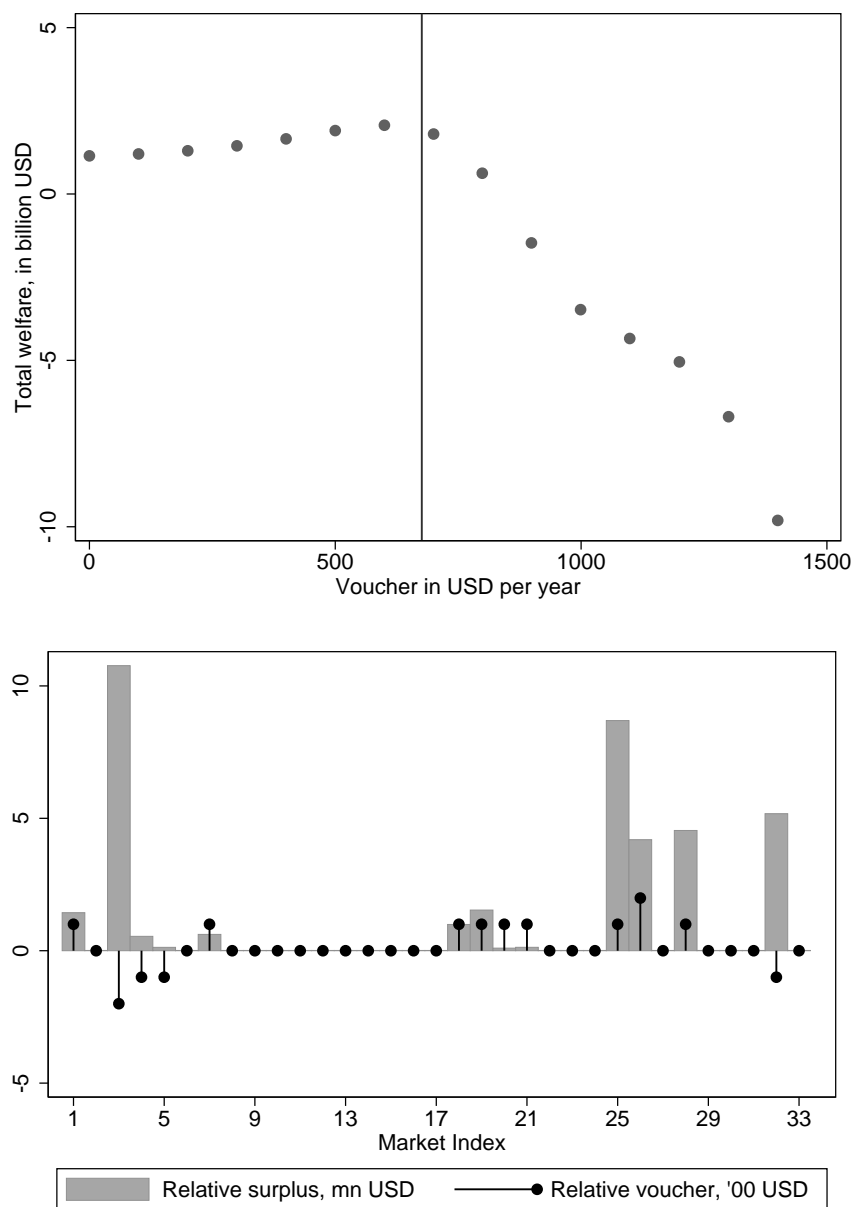 Total welfare, in billion USD
5
0
-5
-10
0 500 1000 1500
Voucher in USD per year
10
5
0
-5
1 5 9 13 17 21 25 29 33
Market Index
Relative surplus, mn USD Relative voucher, '00 USD